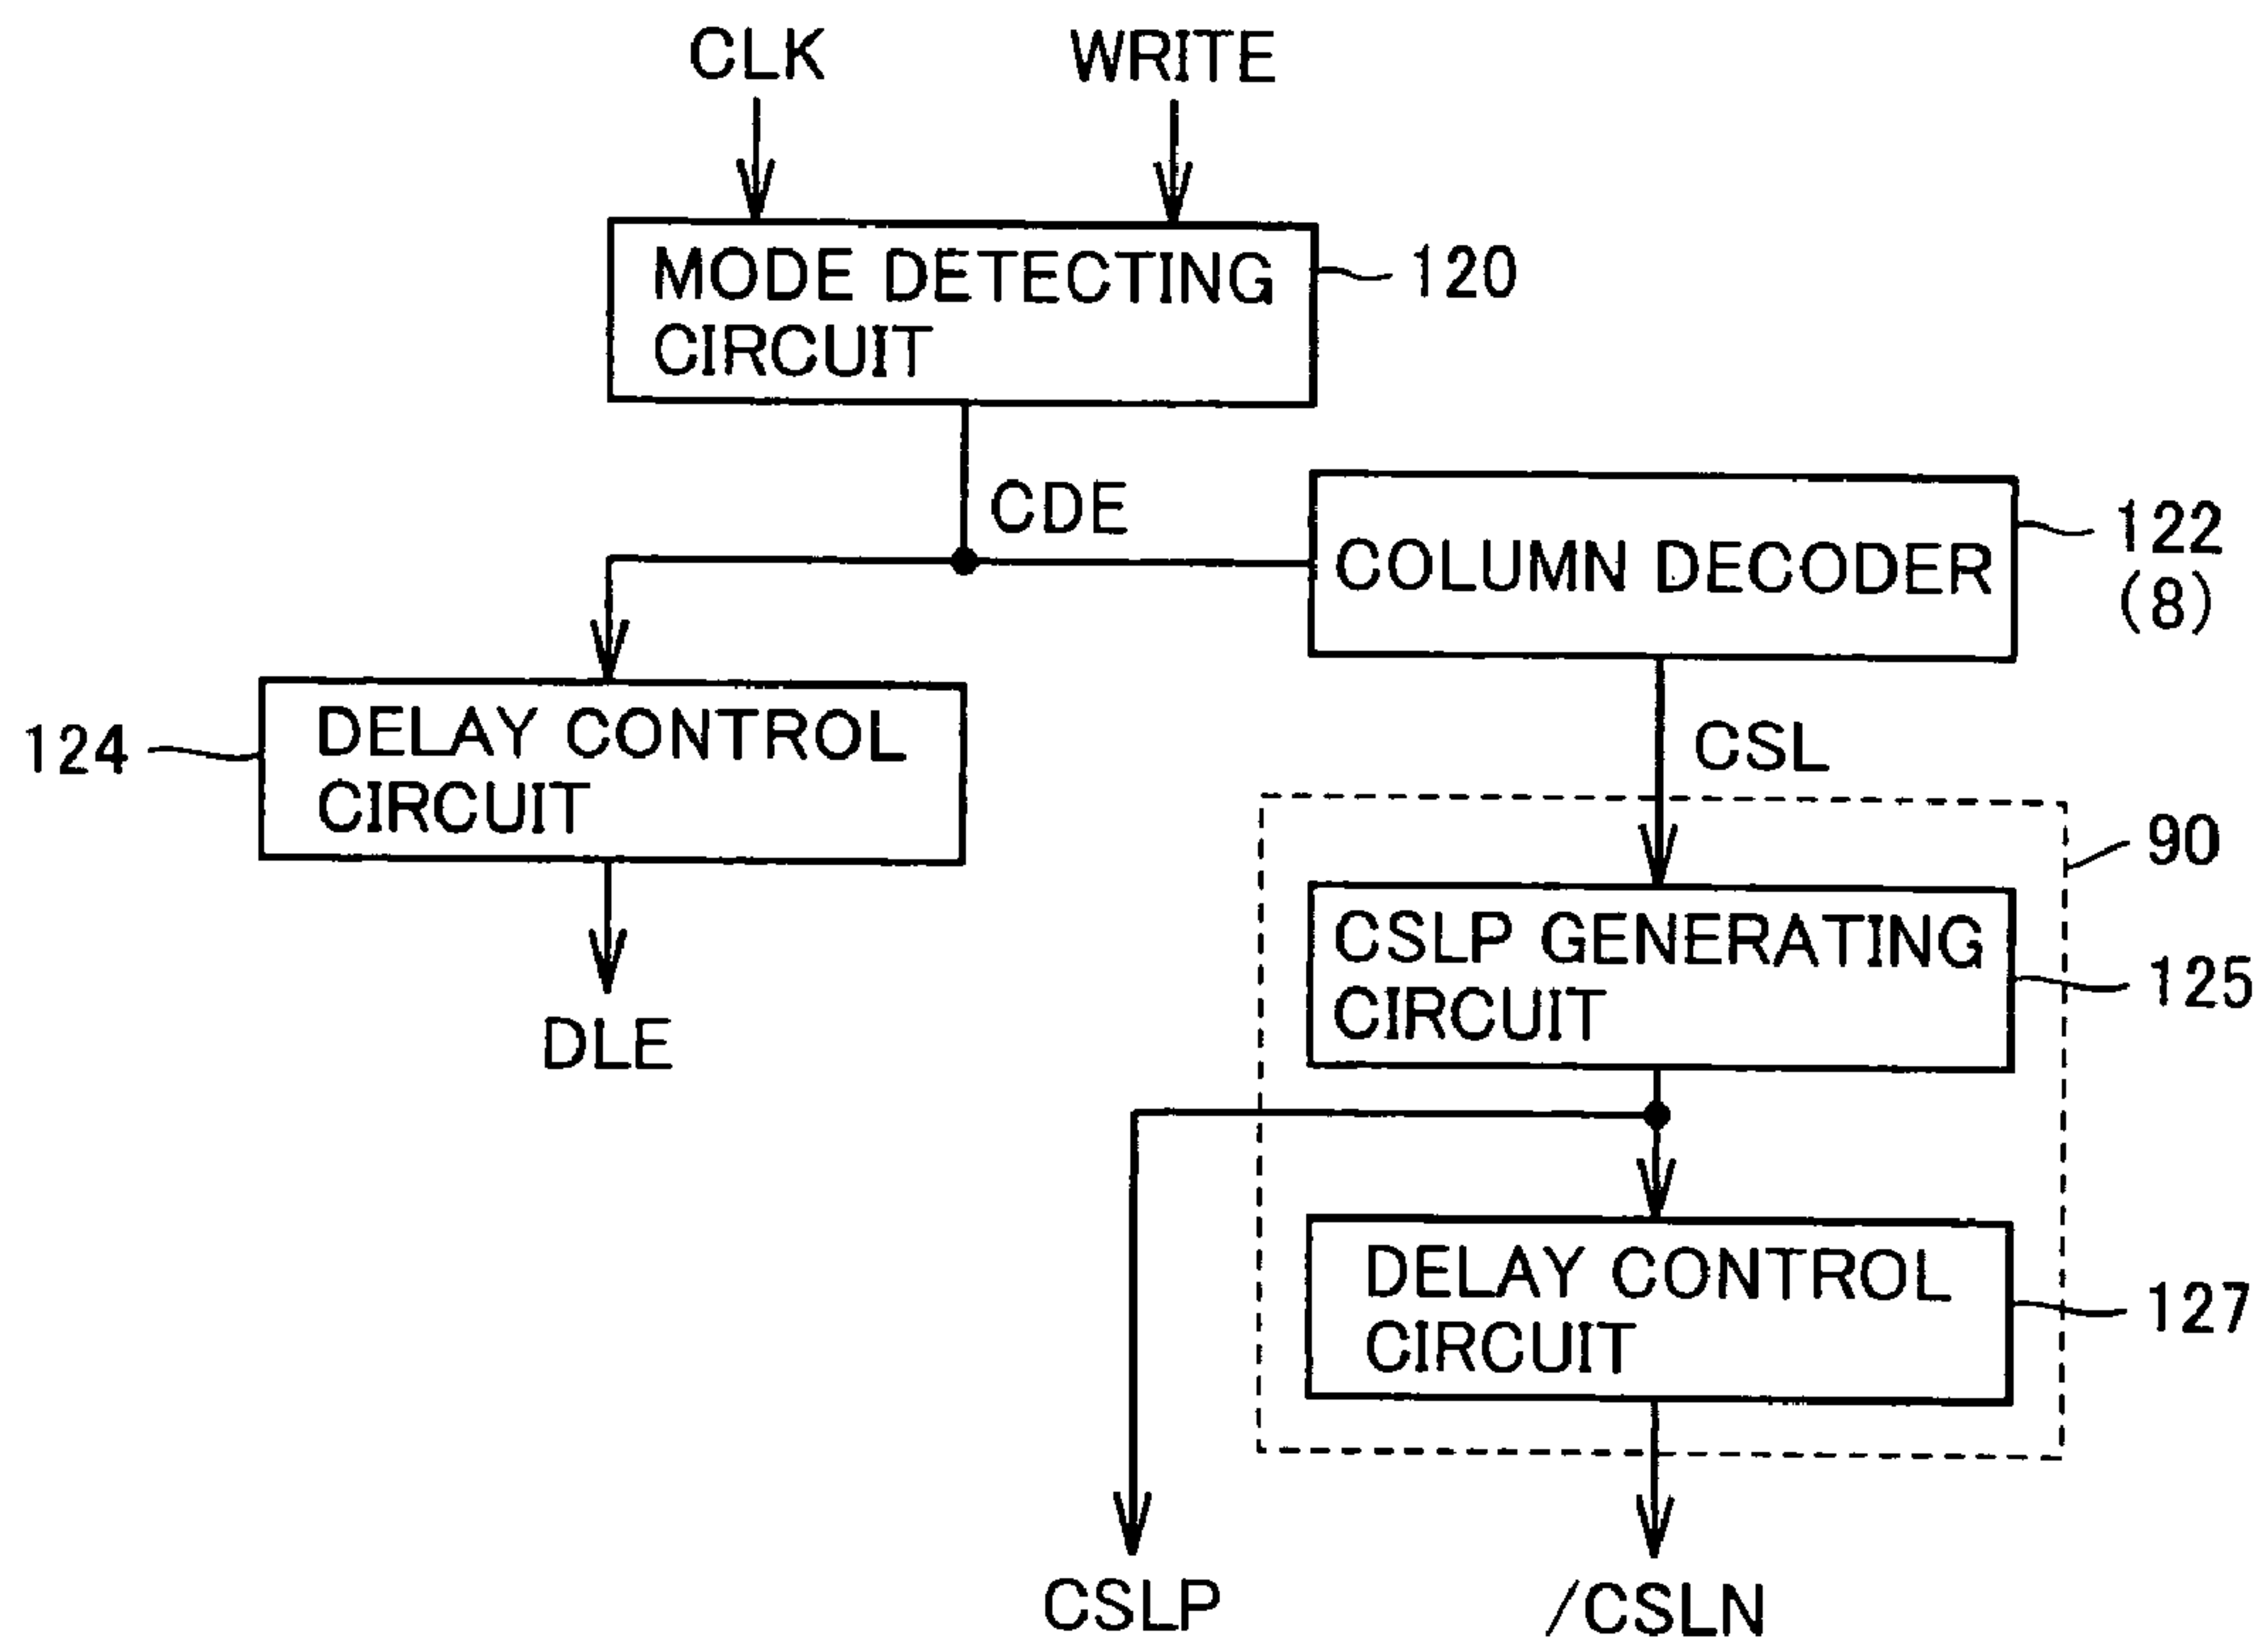 CLK
WRITE
MODE DETECTING
CIRCUIT
120
CDE
COLUMN DECODER
122
(8)
124
DELAY CONTROL
CIRCUIT
CSL
90
CSLP GENERATING
CIRCUIT
125
DLE
DELAY CONTROL
CIRCUIT
127
CSLP
/CSLN